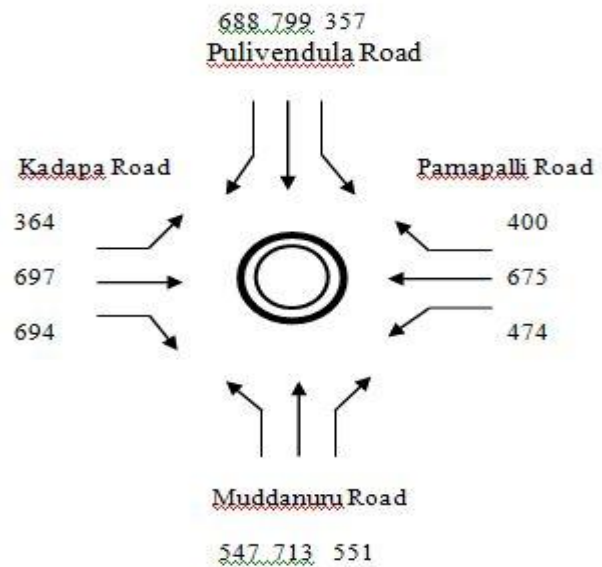 688 799 357
Pulivendula Road
Kadapa Road
Pamapalli Road
364
400
697
675
694
474
Muddanuru Road
547 713 551